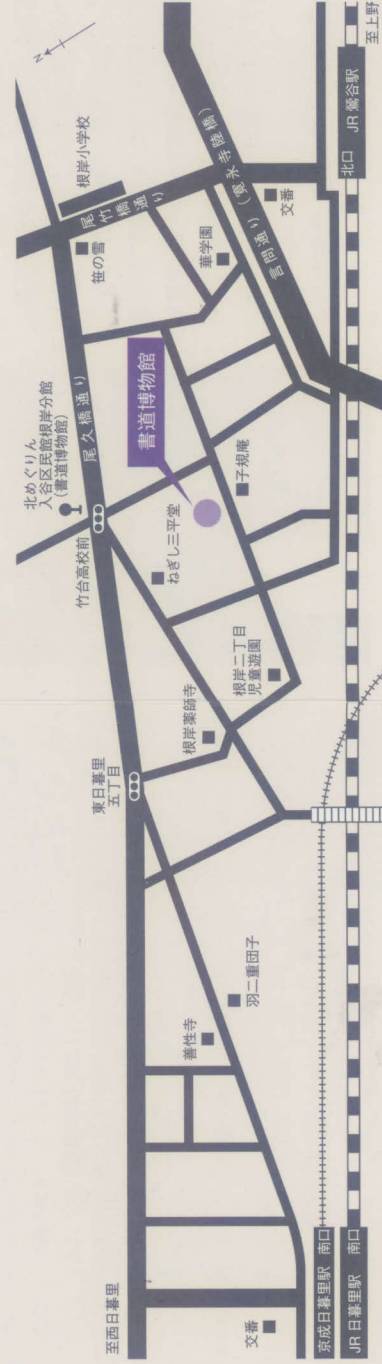 至西日暮里
交番
京成日暮里駅 南口
JR日暮里駅 南口
善性寺
羽二重団子
東日暮里
五丁目
根岸薬師寺
根岸二丁目
児童遊園
竹台高校前
北めぐりん
入谷区民館根岸分館
(書道博物館)
尾久橋通り
ねぎし三平堂
書道博物館
子規庵
笹の雪
根岸小学校
尾竹橋通り
華学園
言問通り(寛永寺陸橋)
交番
北口
JR 鶯谷駅
至上野
N